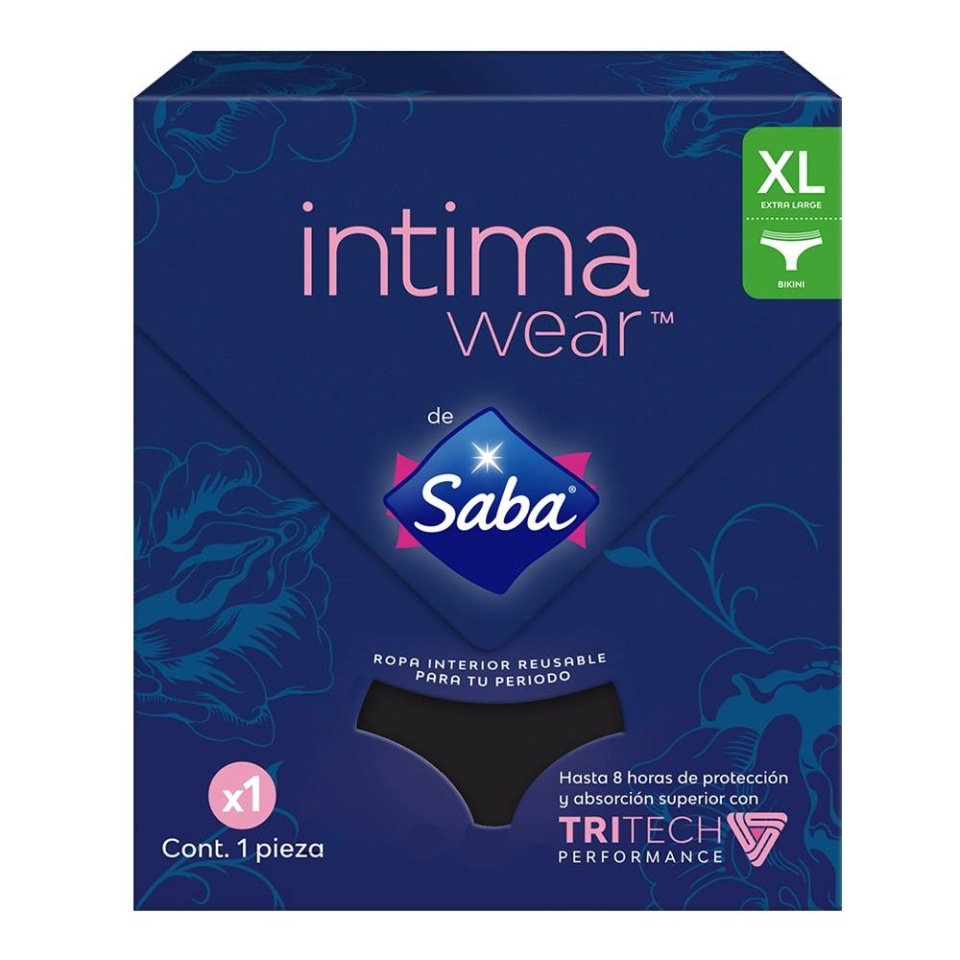 XL
EXTRA LARGE
BIKINI
intima
wear™
de
Saba®
ROPA INTERIOR REUSABLE
PARA TU PERIODO
x1
Cont. 1 pieza
Hasta 8 horas de protección
y absorción superior con
TRITECH
PERFORMANCE